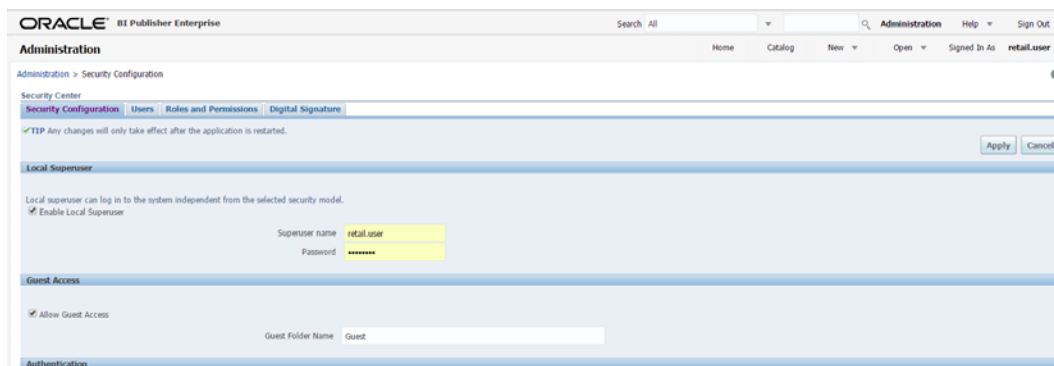 ORACLE BI Publisher Enterprise Search All Administration Help Sign Out
Administration Home Catalog New Open Signed In As retail.user
Administration > Security Configuration
Security Center
Security Configuration Users Roles and Permissions Digital Signature
TIP Any changes will only take effect after the application is restarted.
Apply Cancel
Local Superuser
Local superuser can log in to the system independent from the selected security model.
Enable Local Superuser
Superuser name retail.user
Password ••••••••
Guest Access
Allow Guest Access
Guest Folder Name Guest
Authentication